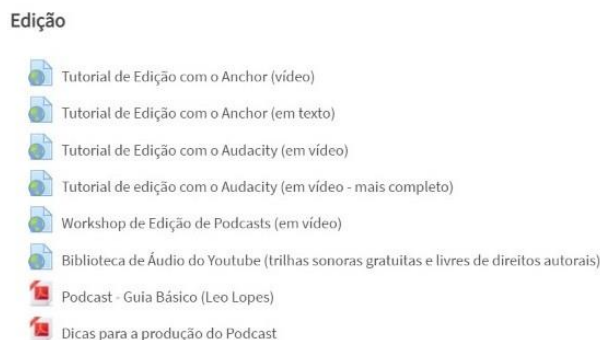 Edição
Tutorial de Edição com o Anchor (vídeo)
Tutorial de Edição com o Anchor (em texto)
Tutorial de Edição com o Audacity (em vídeo)
Tutorial de edição com o Audacity (em vídeo - mais completo)
Workshop de Edição de Podcasts (em vídeo)
Biblioteca de Áudio do Youtube (trilhas sonoras gratuitas e livres de direitos autorais)
Podcast - Guia Básico (Leo Lopes)
Dicas para a produção do Podcast